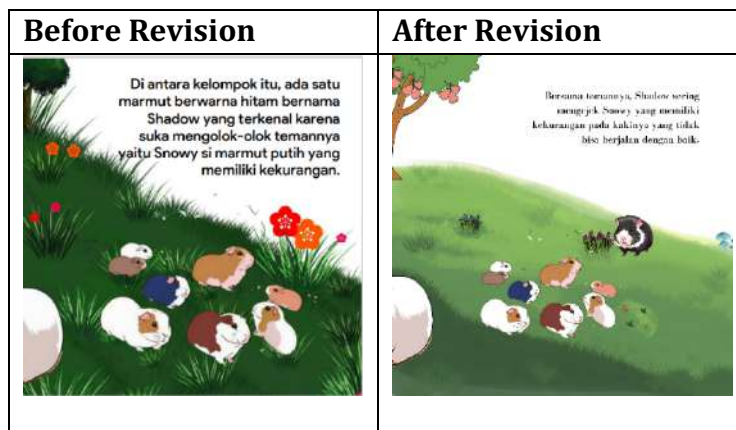 Before Revision
After Revision
Di antara kelompok itu, ada satu
marmut berwarna hitam bernama
Shadow yang terkenal karena
suka mengolok-olok temannya
yaitu Snowy si marmut putih yang
memiliki kekurangan.
Bersama temannya, Shadow sering
mengejek Snowy yang memiliki
kekurangan pada kakinya yang tidak
bisa berjalan dengan baik.